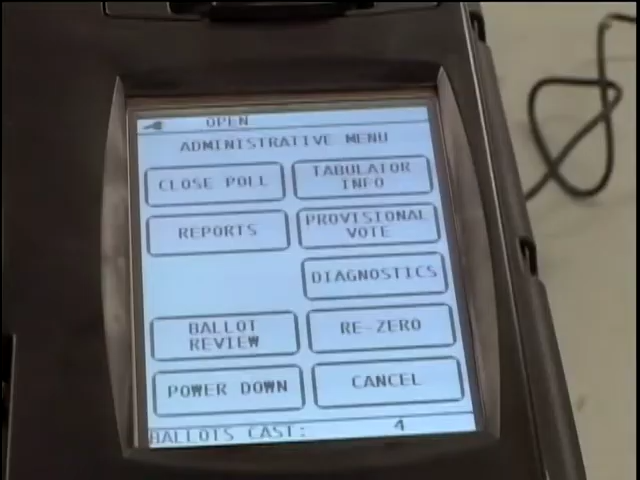 OPEN
ADMINISTRATIVE MENU
CLOSE POLL
TABULATOR
INFO
REPORTS
PROVISIONAL
VOTE
DIAGNOSTICS
BALLOT
REVIEW
RE-ZERO
POWER DOWN
CANCEL
BALLOTS CAST: 4